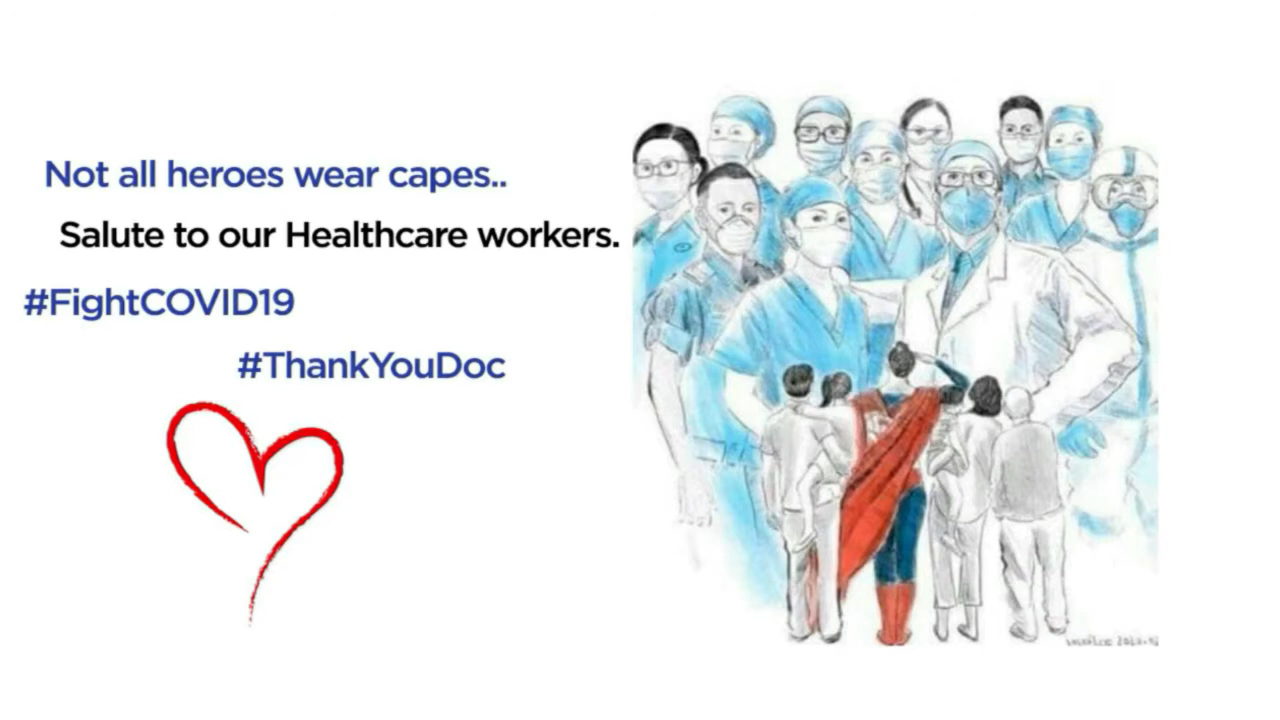 Not all heroes wear capes..
Salute to our Healthcare workers.
#FightCOVID19
#ThankYouDoc